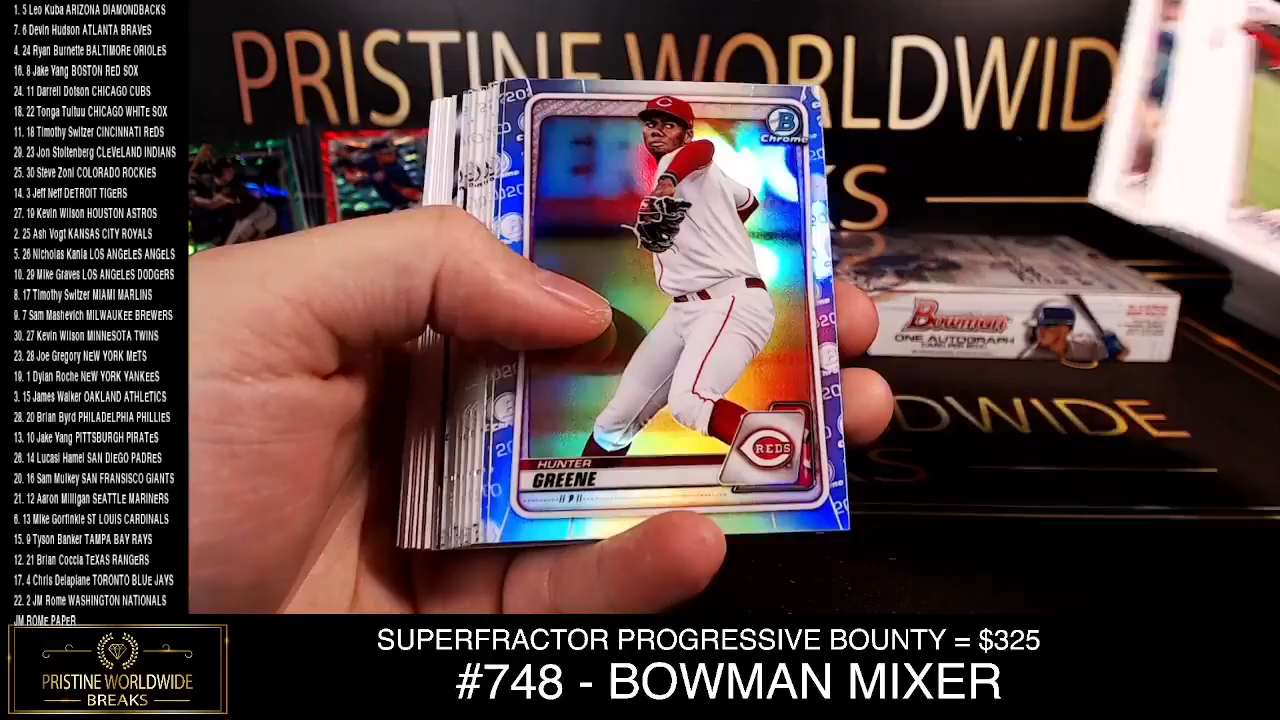 1. 5 Leo Kuba ARIZONA DIAMONDBACKS
7. 6 Devin Hudson ATLANTA BRAVES
4. 24 Ryan Burnette BALTIMORE ORIOLES
16. 8 Jake Yang BOSTON RED SOX
24. 11 Darrell Dotson CHICAGO CUBS
18. 22 Tonga Tuituu CHICAGO WHITE SOX
11. 18 Timothy Switzer CINCINNATI REDS
29. 23 Jon Stoltenberg CLEVELAND INDIANS
25. 30 Steve Zoni COLORADO ROCKIES
14. 3 Jeff Neff DETROIT TIGERS
27. 19 Kevin Wilson HOUSTON ASTROS
2. 25 Ash Vogt KANSAS CITY ROYALS
5. 26 Nicholas Kania LOS ANGELES ANGELS
10. 29 Mike Graves LOS ANGELES DODGERS
8. 17 Timothy Switzer MIAMI MARLINS
9. 7 Sam Mashevich MILWAUKEE BREWERS
30. 27 Kevin Wilson MINNESOTA TWINS
23. 28 Joe Gregory NEW YORK METS
19. 1 Dylan Roche NEW YORK YANKEES
3. 15 James Walker OAKLAND ATHLETICS
28. 20 Brian Byrd PHILADELPHIA PHILLIES
13. 10 Jake Yang PITTSBURGH PIRATES
26. 14 Lucasl Hamel SAN DIEGO PADRES
20. 16 Sam Mulkey SAN FRANSISCO GIANTS
21. 12 Aaron Milligan SEATTLE MARINERS
6. 13 Mike Gorfinkle ST LOUIS CARDINALS
15. 9 Tyson Banker TAMPA BAY RAYS
12. 21 Brian Coccia TEXAS RANGERS
17. 4 Chris Delaplane TORONTO BLUE JAYS
22. 2 JM Rome WASHINGTON NATIONALS
JM ROME PAPER
PRISTINE WORLDWIDE
BREAKS
PRISTINE WORLDWID
KS
B
Chrome
C
REDS
HUNTER
GREENE
P
Bowman
ONE AUTOGRAPH
WORLDWIDE
KS
SUPERFRACTOR PROGRESSIVE BOUNTY = $325
#748 - BOWMAN MIXER